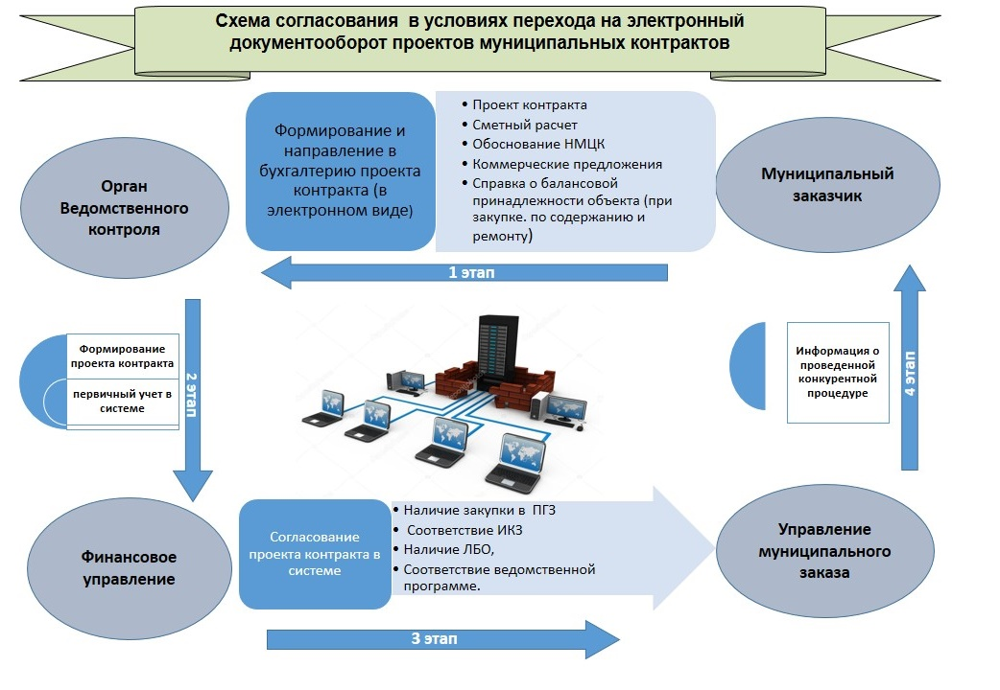 Схема согласования в условиях перехода на электронный
документооборот проектов муниципальных контрактов
Орган
Ведомственного
контроля
Формирование и
направление в
бухгалтерию проекта
контракта (в
электронном виде)
• Проект контракта
• Сметный расчет
• Обоснование НМЦК
• Коммерческие предложения
• Справка о балансовой
принадлежности объекта (при
закупке. по содержанию и
ремонту)
Муниципальный
заказчик
1 этап
Формирование
проекта контракта
первичный учет в
системе
2 этап
Информация о
проведенной
конкурентной
процедуре
4 этап
Финансовое
управление
Согласование
проекта контракта в
системе
• Наличие закупки в ПГЗ
• Соответствие ИКЗ
• Наличие ЛБО,
• Соответствие ведомственной
программе.
Управление
муниципального
заказа
3 этап